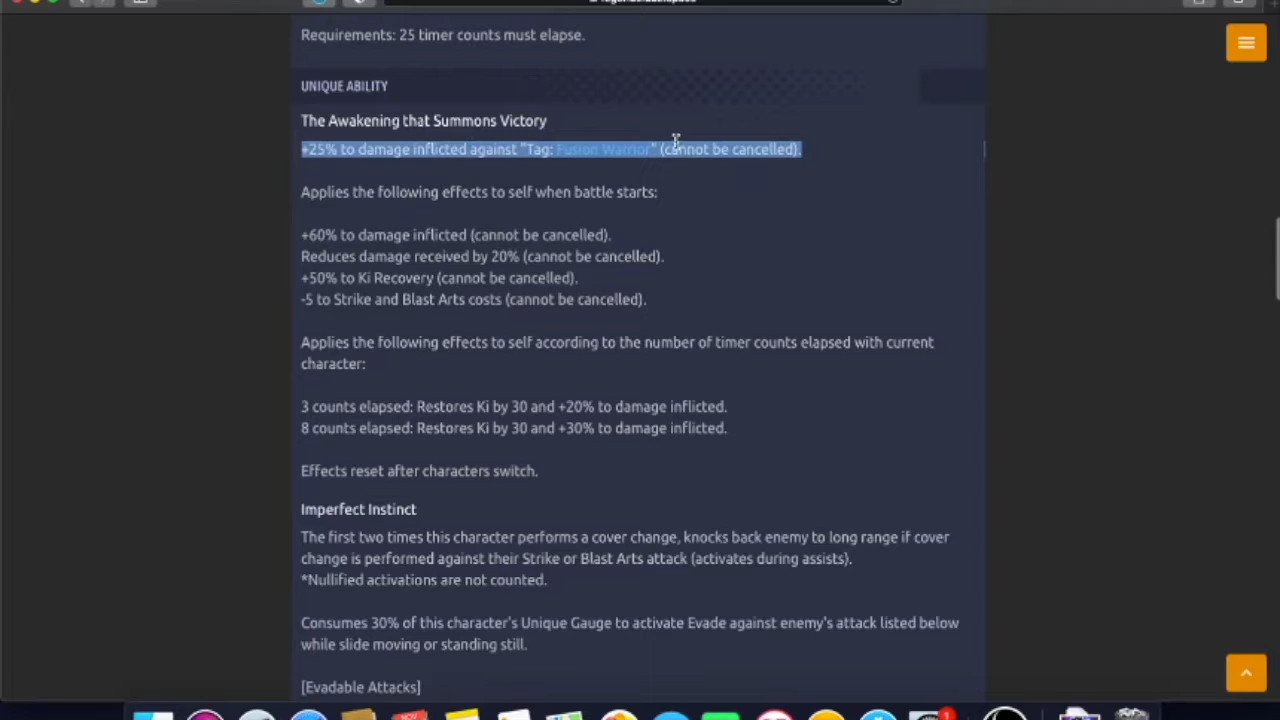 Requirements: 25 timer counts must elapse.
UNIQUE ABILITY
The Awakening that Summons Victory
+25% to damage inflicted against "Tag: Fusion Warrior" (cannot be cancelled).
Applies the following effects to self when battle starts:
+60% to damage inflicted (cannot be cancelled).
Reduces damage received by 20% (cannot be cancelled).
+50% to Ki Recovery (cannot be cancelled).
-5 to Strike and Blast Arts costs (cannot be cancelled).
Applies the following effects to self according to the number of timer counts elapsed with current
character:
3 counts elapsed: Restores Ki by 30 and +20% to damage inflicted.
8 counts elapsed: Restores Ki by 30 and +30% to damage inflicted.
Effects reset after characters switch.
Imperfect Instinct
The first two times this character performs a cover change, knocks back enemy to long range if cover
change is performed against their Strike or Blast Arts attack (activates during assists).
*Nullified activations are not counted.
Consumes 30% of this character's Unique Gauge to activate Evade against enemy's attack listed below
while slide moving or standing still.
[Evadable Attacks]
NOV
1